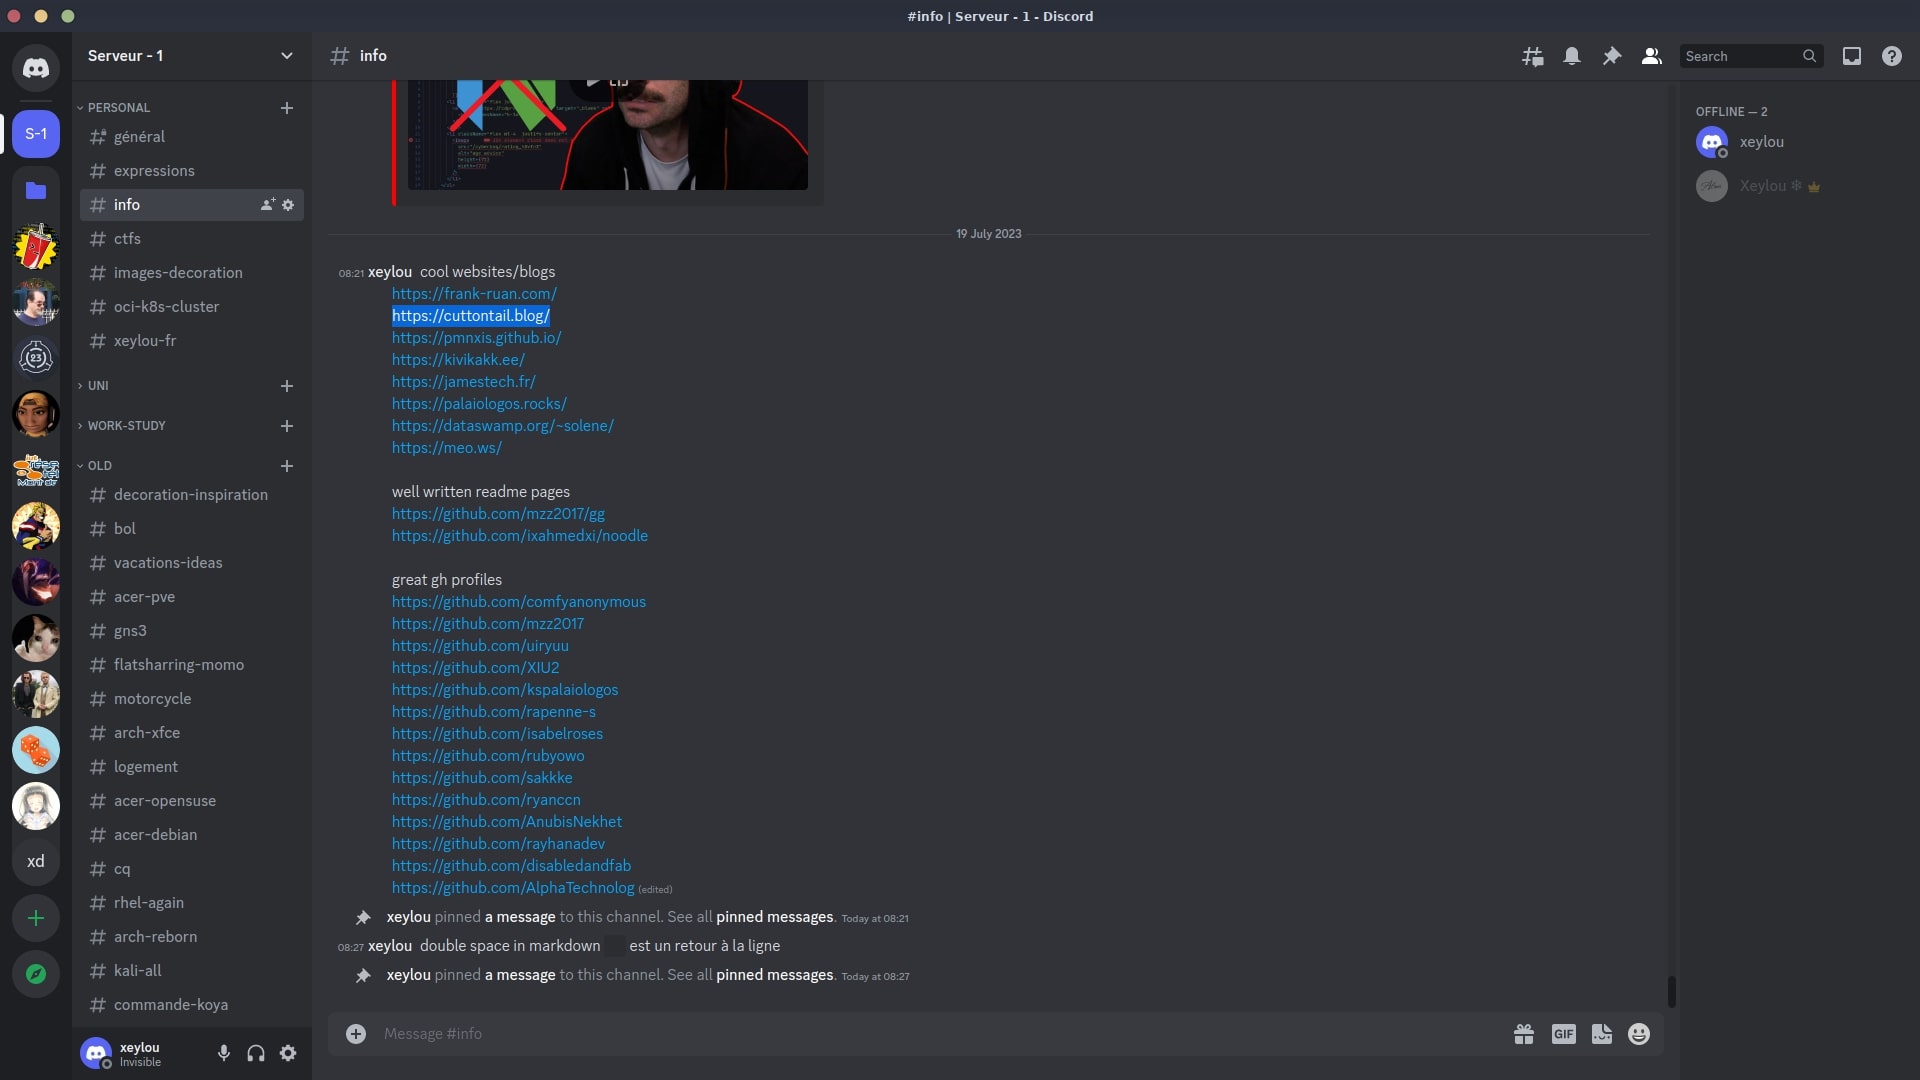 #info | Serveur - 1 - Discord
Serveur - 1
info
Search
S-1
PERSONAL
général
expressions
info
ctfs
images-decoration
oci-k8s-cluster
xeylou-fr
UNI
WORK-STUDY
OLD
decoration-inspiration
bol
vacations-ideas
acer-pve
gns3
flatsharring-momo
motorcycle
arch-xfce
logement
acer-opensuse
acer-debian
cq
rhel-again
arch-reborn
kali-all
commande-koya
23
xd
xeylou
Invisible
19 July 2023
08:21 xeylou cool websites/blogs
https://frank-ruan.com/
https://cuttontail.blog/
https://pmnxis.github.io/
https://kivikakk.ee/
https://jamestech.fr/
https://palaiologos.rocks/
https://dataswamp.org/~solene/
https://meo.ws/
well written readme pages
https://github.com/mzz2017/gg
https://github.com/ixahmedxi/noodle
great gh profiles
https://github.com/comfyanonymous
https://github.com/mzz2017
https://github.com/uiryuu
https://github.com/XIU2
https://github.com/kspalaiologos
https://github.com/rapenne-s
https://github.com/isabelroses
https://github.com/rubyowo
https://github.com/sakkke
https://github.com/ryanccn
https://github.com/AnubisNekhet
https://github.com/rayhanadev
https://github.com/disabledandfab
https://github.com/AlphaTechnolog (edited)
xeylou pinned a message to this channel. See all pinned messages. Today at 08:21
08:27 xeylou double space in markdown est un retour à la ligne
xeylou pinned a message to this channel. See all pinned messages. Today at 08:27
Message #info
GIF
OFFLINE — 2
xeylou
Xeylou ❄